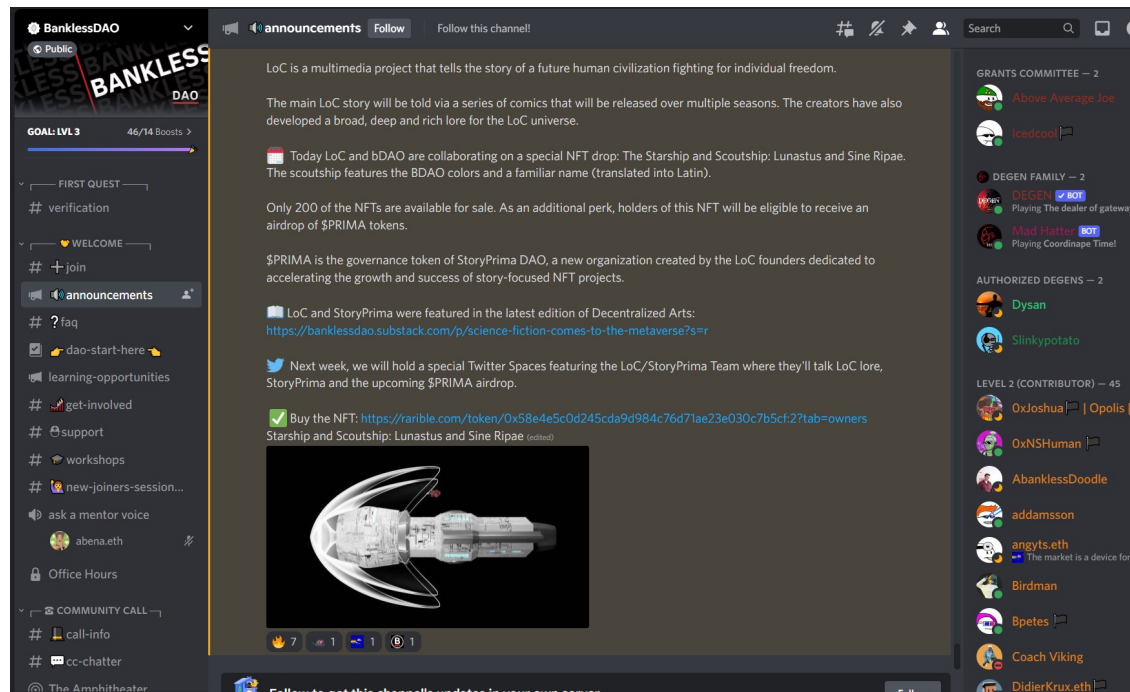 BanklessDAO
Public
BANKLESS
DAO
GOAL: LVL 3 46/14 Boosts >
FIRST QUEST
# verification
WELCOME
# join
announcements
# ? faq
dao-start-here
learning-opportunities
# get-involved
# support
# workshops
# new-joiners-session...
ask a mentor voice
abena.eth
Office Hours
COMMUNITY CALL
# call-info
# cc-chatter
The Amphitheater
announcements Follow Follow this channel!
Search
LoC is a multimedia project that tells the story of a future human civilization fighting for individual freedom.
The main LoC story will be told via a series of comics that will be released over multiple seasons. The creators have also
developed a broad, deep and rich lore for the LoC universe.
Today LoC and bDAO are collaborating on a special NFT drop: The Starship and Scoutship: Lunastus and Sine Ripae.
The scoutship features the BDAO colors and a familiar name (translated into Latin).
Only 200 of the NFTs are available for sale. As an additional perk, holders of this NFT will be eligible to receive an
airdrop of $PRIMA tokens.
$PRIMA is the governance token of StoryPrima DAO, a new organization created by the LoC founders dedicated to
accelerating the growth and success of story-focused NFT projects.
LoC and StoryPrima were featured in the latest edition of Decentralized Arts:
https://banklessdao.substack.com/p/science-fiction-comes-to-the-metaverse?s=r
Next week, we will hold a special Twitter Spaces featuring the LoC/StoryPrima Team where they'll talk LoC lore,
StoryPrima and the upcoming $PRIMA airdrop.
Buy the NFT: https://rarible.com/token/0x58e4e5c0d245cda9d984c76d71ae23e030c7b5cf:2?tab=owners
Starship and Scoutship: Lunastus and Sine Ripae (edited)
7 1 1 1
Follow to get this channel's updates in your own server
GRANTS COMMITTEE — 2
Above Average Joe
Icedcool
DEGEN FAMILY — 2
DEGEN BOT
Playing The dealer of gatewa
Mad Hatter BOT
Playing Coordinape Time!
AUTHORIZED DEGENS — 2
Dysan
Slinkypotato
LEVEL 2 (CONTRIBUTOR) — 45
0xJoshua | Opolis |
0xNSHuman
AbanklessDoodle
addamsson
angyts.eth
The market is a device for
Birdman
Bpetes
Coach Viking
DidierKrux.eth